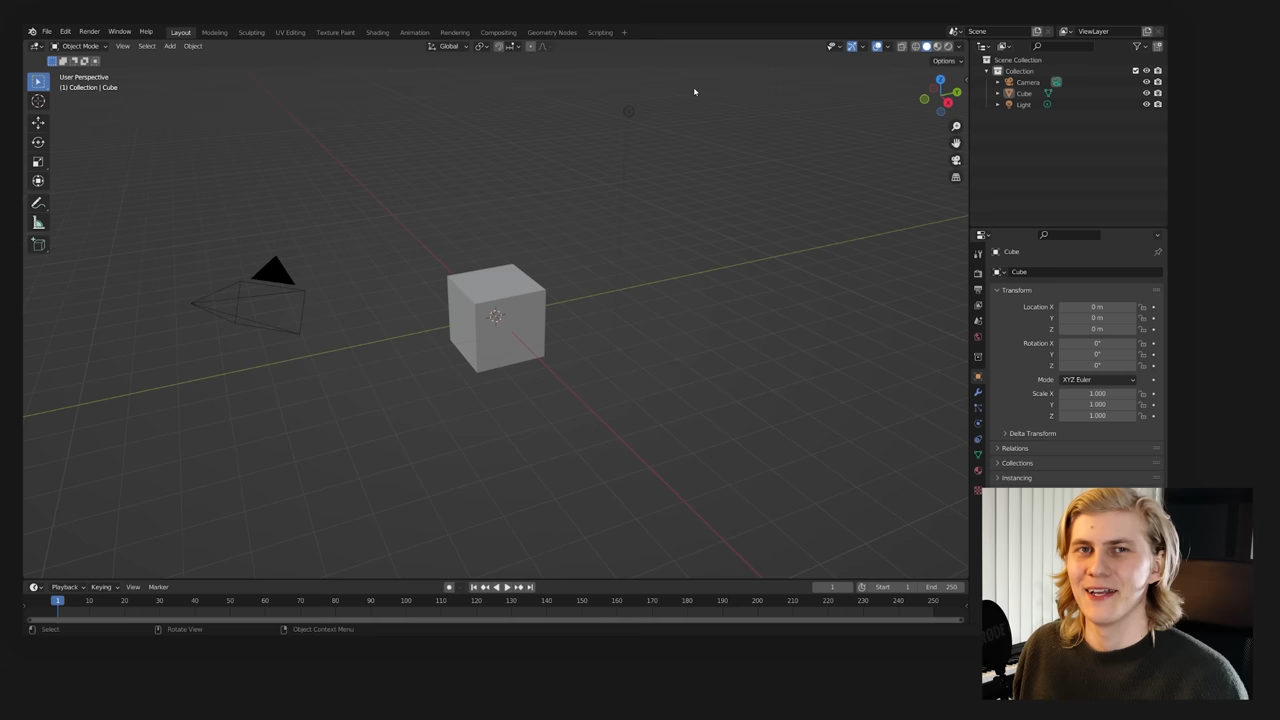 File Edit Render Window Help Layout Modeling Sculpting UV Editing Texture Paint Shading Animation Rendering Compositing Geometry Nodes Scripting + Scene ViewLayer
Object Mode View Select Add Object Global
Options
User Perspective
(1) Collection | Cube
Z
Y
X
Scene Collection
Collection
Camera
Cube
Light
Cube
Cube
Transform
Location X 0 m
Y 0 m
Z 0 m
Rotation X 0°
Y 0°
Z 0°
Mode XYZ Euler
Scale X 1.000
Y 1.000
Z 1.000
Delta Transform
Relations
Collections
Instancing
Playback Keying View Marker 1 Start 1 End 250
1 10 20 30 40 50 60 70 80 90 100 110 120 130 140 150 160 170 180 190 200 210 220 230 240 250
Select Rotate View Object Context Menu
RODE